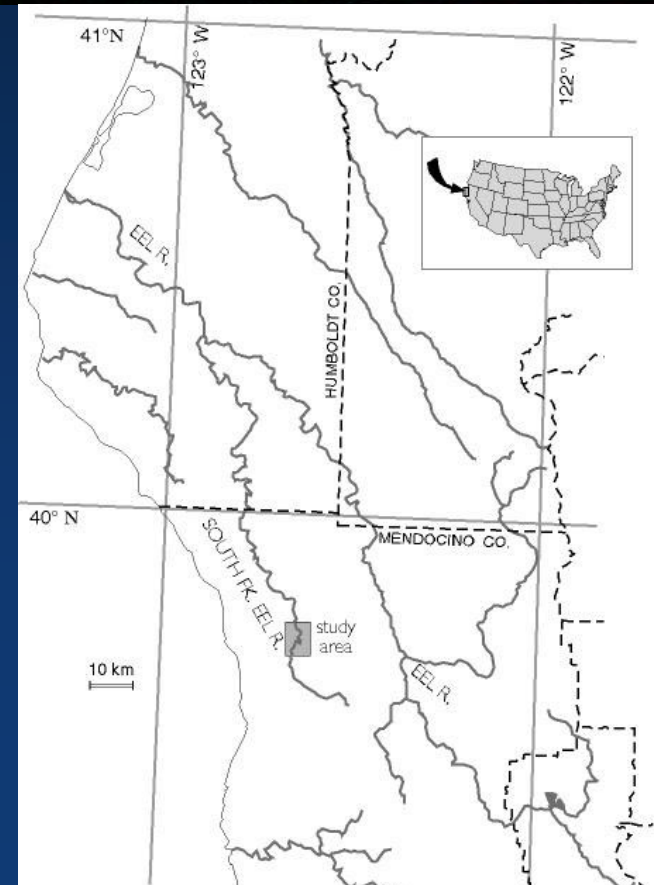 41°N
123° W
122° W
EEL R.
HUMBOLDT CO.
40° N
MENDOCINO CO.
SOUTH FK. EEL R.
study
area
10 km
EEL R.